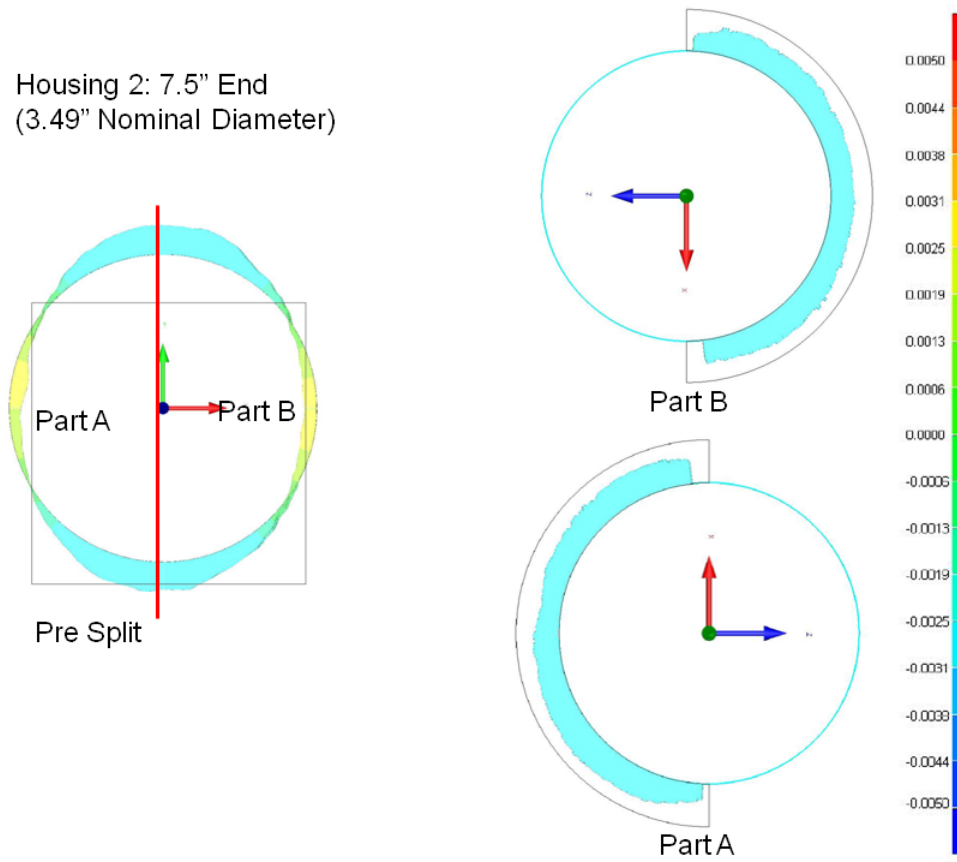 Housing 2: 7.5” End
(3.49” Nominal Diameter)
Part A
Part B
Pre Split
Z
X
Part B
X
Z
Part A
0.0050
0.0044
0.0038
0.0031
0.0025
0.0019
0.0013
0.0006
0.0000
-0.0006
-0.0013
-0.0019
-0.0025
-0.0031
-0.0038
-0.0044
-0.0050